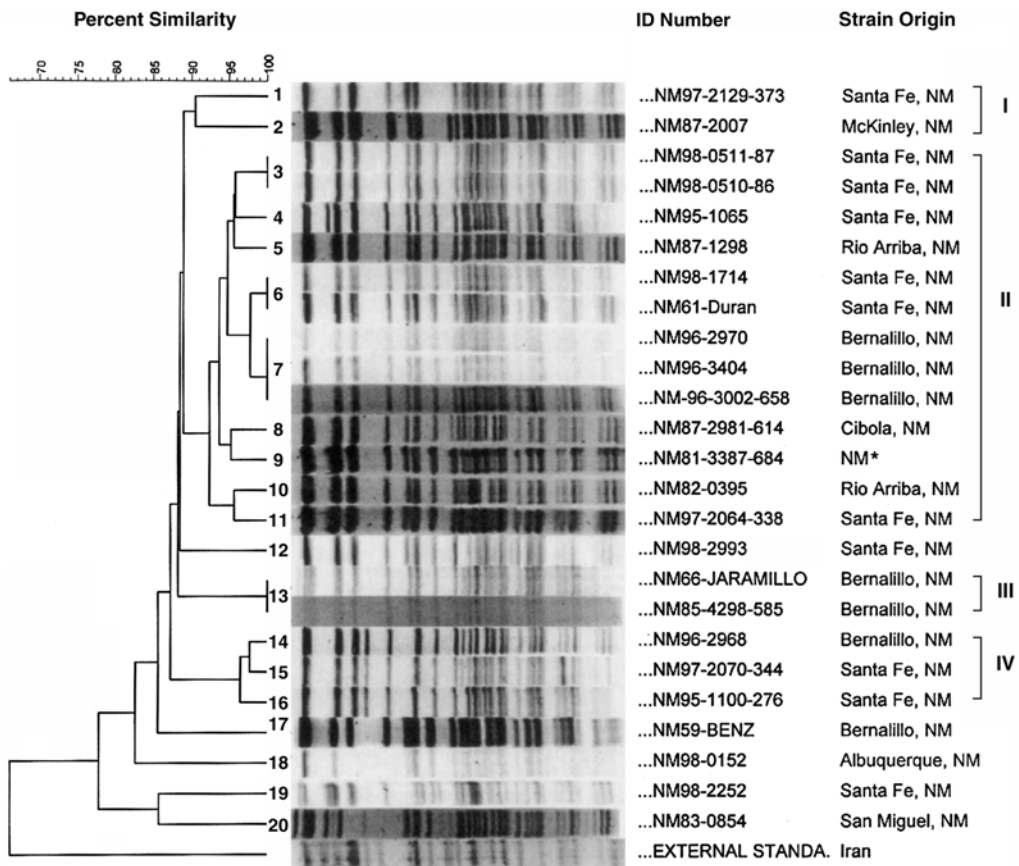 Percent Similarity ID Number Strain Origin
70 75 80 85 90 95 100
1 ...NM97-2129-373 Santa Fe, NM
I
2 ...NM87-2007 McKinley, NM
3 ...NM98-0511-87 Santa Fe, NM
...NM98-0510-86 Santa Fe, NM
4 ...NM95-1065 Santa Fe, NM
5 ...NM87-1298 Rio Arriba, NM
6 ...NM98-1714 Santa Fe, NM
II
...NM61-Duran Santa Fe, NM
...NM96-2970 Bernalillo, NM
7 ...NM96-3404 Bernalillo, NM
...NM-96-3002-658 Bernalillo, NM
8 ...NM87-2981-614 Cibola, NM
9 ...NM81-3387-684 NM*
10 ...NM82-0395 Rio Arriba, NM
11 ...NM97-2064-338 Santa Fe, NM
12 ...NM98-2993 Santa Fe, NM
13 ...NM66-JARAMILLO Bernalillo, NM
III
...NM85-4298-585 Bernalillo, NM
14 ...NM96-2968 Bernalillo, NM
IV
15 ...NM97-2070-344 Santa Fe, NM
16 ...NM95-1100-276 Santa Fe, NM
17 ...NM59-BENZ Bernalillo, NM
18 ...NM98-0152 Albuquerque, NM
19 ...NM98-2252 Santa Fe, NM
20 ...NM83-0854 San Miguel, NM
...EXTERNAL STANDA. Iran